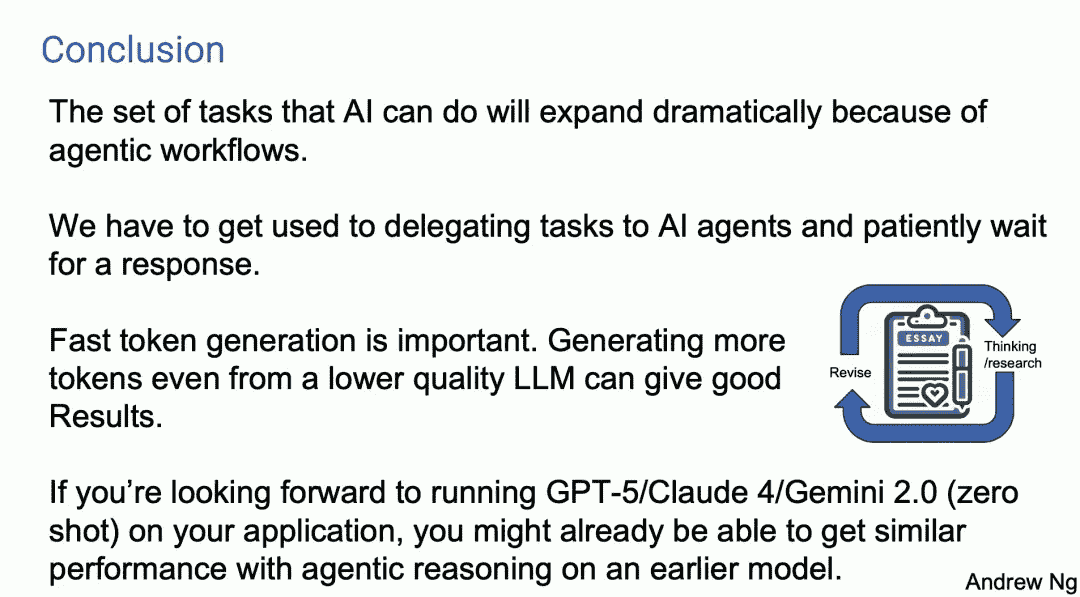 Conclusion
The set of tasks that AI can do will expand dramatically because of
agentic workflows.
We have to get used to delegating tasks to AI agents and patiently wait
for a response.
Fast token generation is important. Generating more
tokens even from a lower quality LLM can give good
Results.
ESSAY
Thinking
/research
Revise
If you’re looking forward to running GPT-5/Claude 4/Gemini 2.0 (zero
shot) on your application, you might already be able to get similar
performance with agentic reasoning on an earlier model.
Andrew Ng